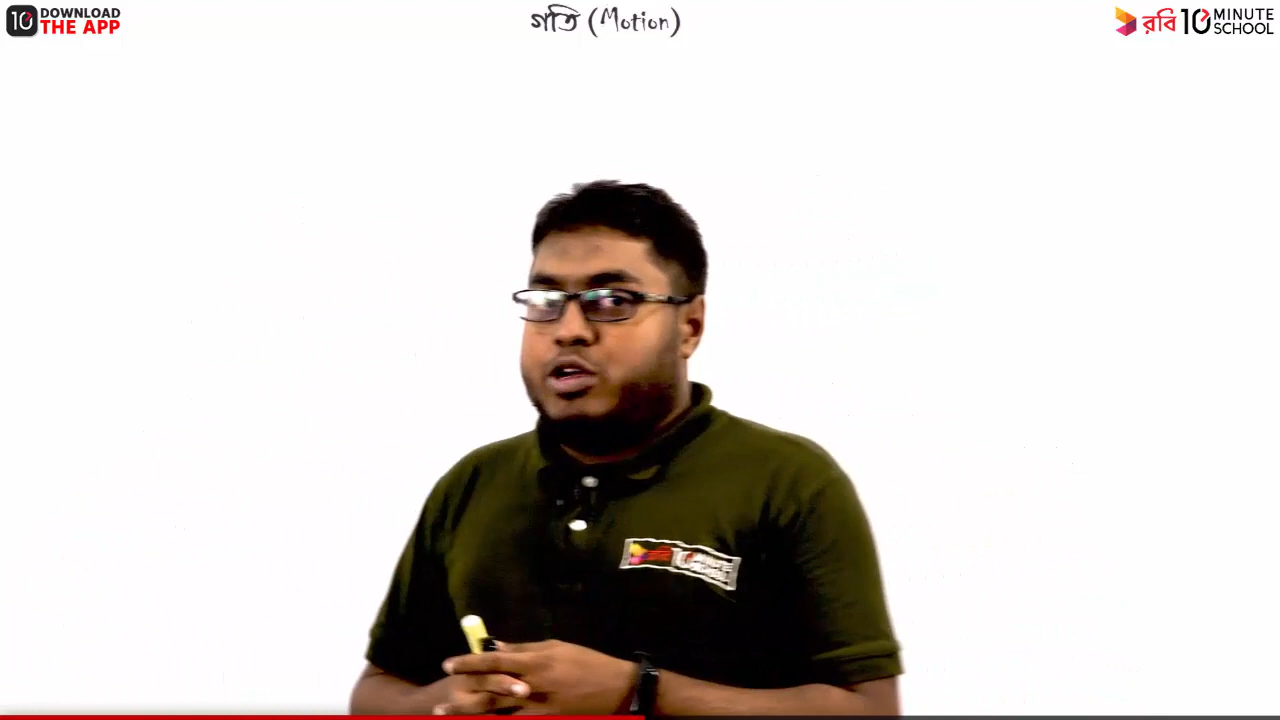 10 DOWNLOAD
THE APP
গতি (Motion)
রবি 10 MINUTE
SCHOOL